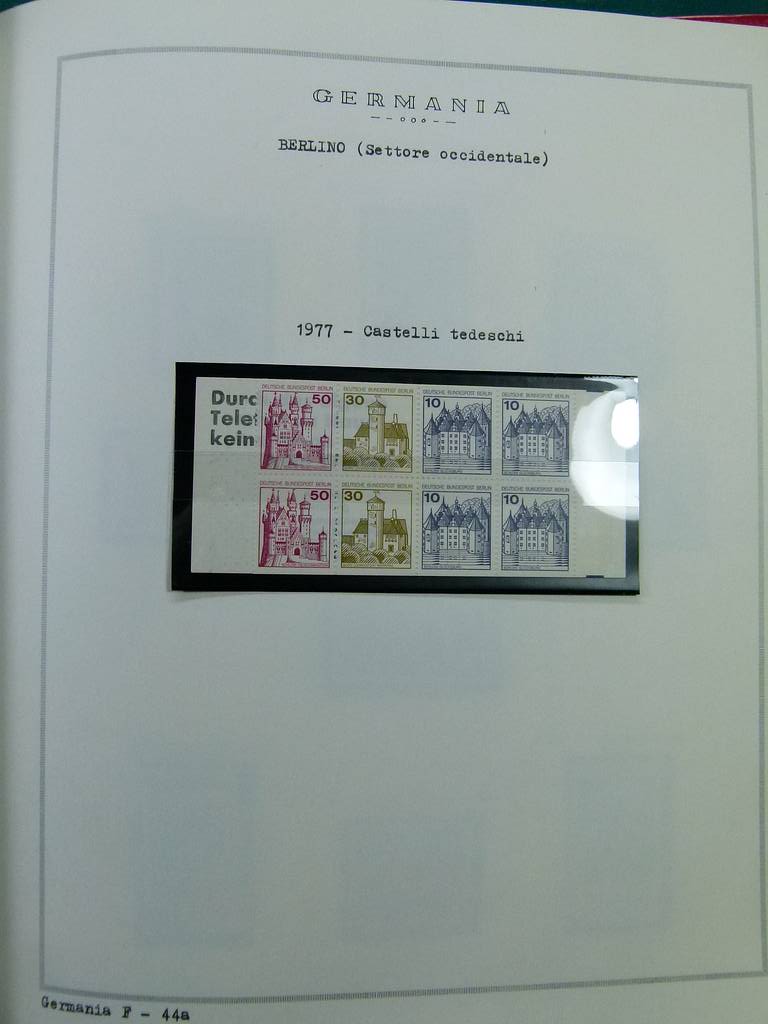 GERMANIA
BERLINO (Settore occidentale)
1977 - Castelli tedeschi
Durc
Telef
kein
DEUTSCHE BUNDESPOST BERLIN
50
DEUTSCHE BUNDESPOST BERLIN
30
DEUTSCHE BUNDESPOST BERLIN
10
DEUTSCHE BUNDESPOST BERLIN
10
DEUTSCHE BUNDESPOST BERLIN
50
DEUTSCHE BUNDESPOST BERLIN
30
DEUTSCHE BUNDESPOST BERLIN
10
DEUTSCHE BUNDESPOST BERLIN
10
Germania F - 44a